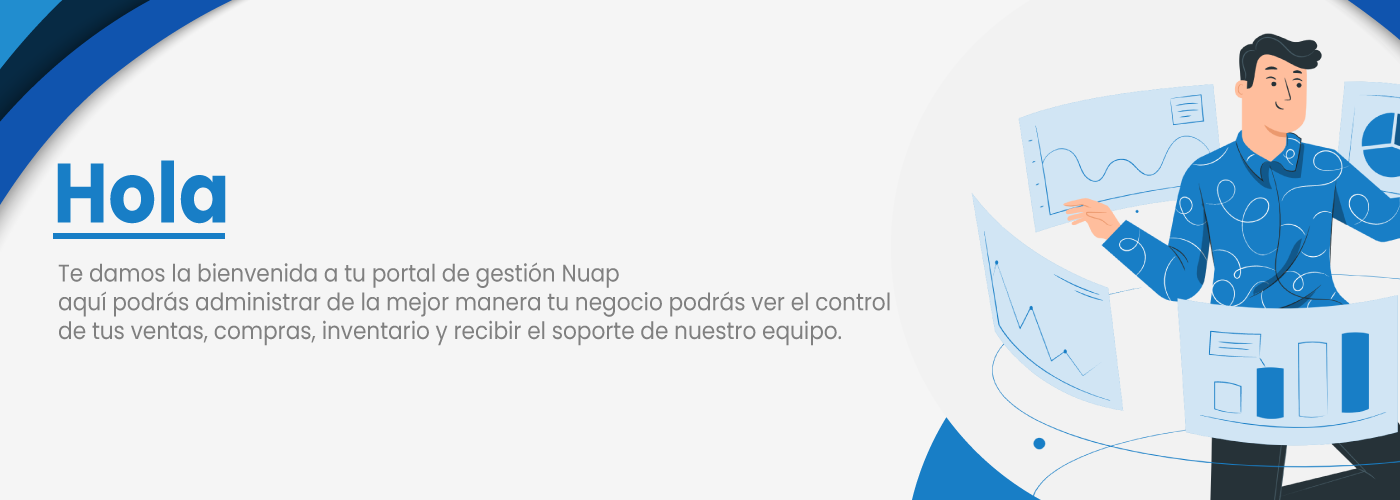 Hola
Te damos la bienvenida a tu portal de gestión Nuap
aquí podrás administrar de la mejor manera tu negocio podrás ver el control
de tus ventas, compras, inventario y recibir el soporte de nuestro equipo.